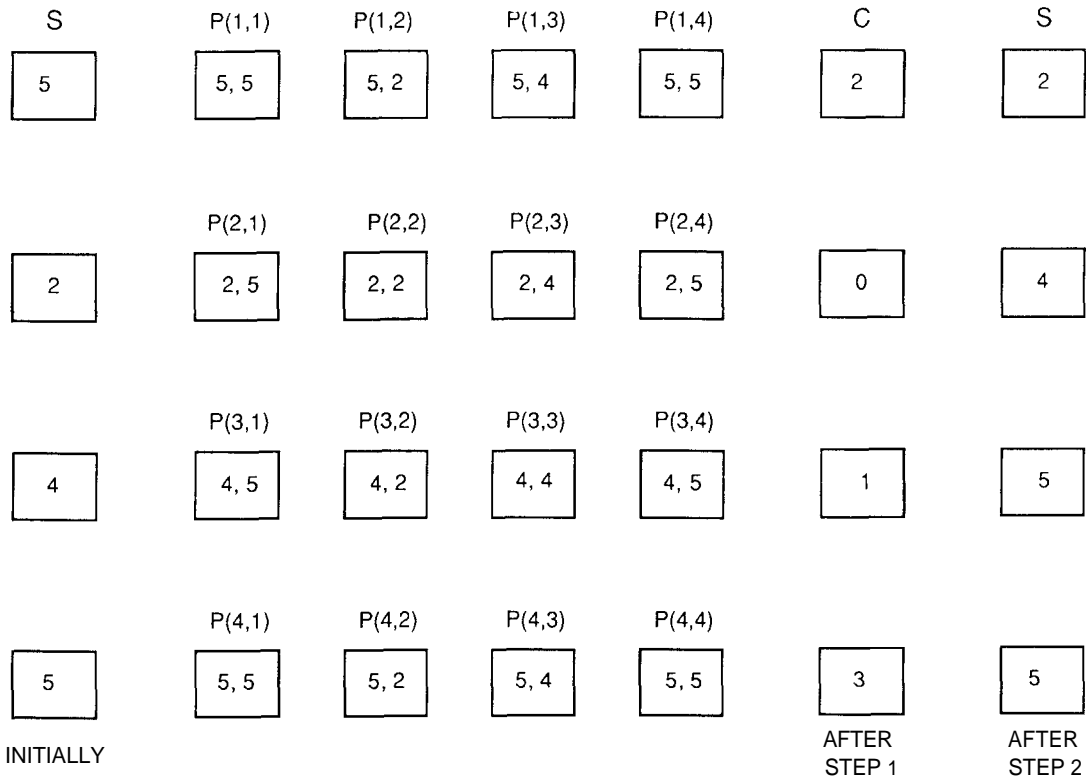 S P(1,1) P(1,2) P(1,3) P(1,4) C S
5 5, 5 5, 2 5, 4 5, 5 2 2
P(2,1) P(2,2) P(2,3) P(2,4)
2 2, 5 2, 2 2, 4 2, 5 0 4
P(3,1) P(3,2) P(3,3) P(3,4)
4 4, 5 4, 2 4, 4 4, 5 1 5
P(4,1) P(4,2) P(4,3) P(4,4)
5 5, 5 5, 2 5, 4 5, 5 3 5
INITIALLY AFTER AFTER
STEP 1 STEP 2